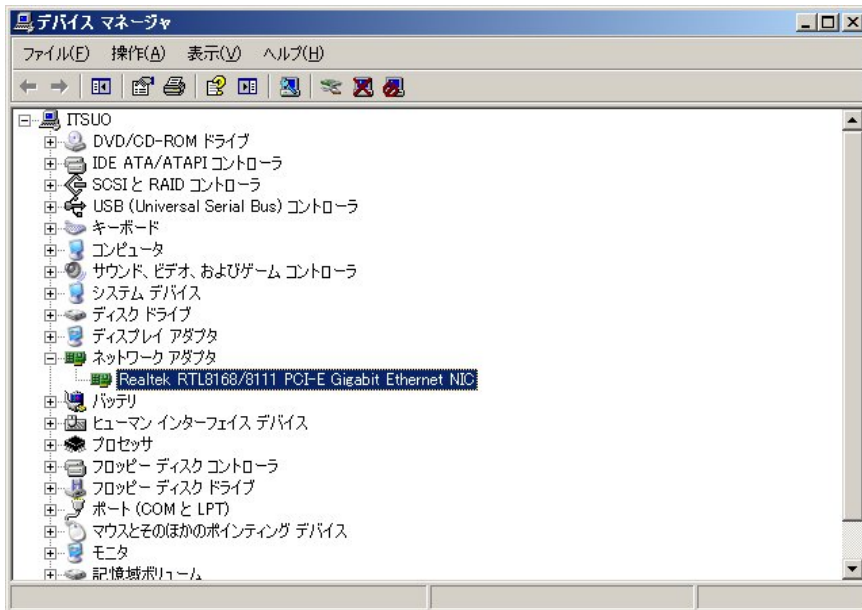 デバイス マネージャ
ファイル(F) 操作(A) 表示(V) ヘルプ(H)
ITSUO
DVD/CD-ROM ドライブ
IDE ATA/ATAPI コントローラ
SCSI と RAID コントローラ
USB (Universal Serial Bus) コントローラ
キーボード
コンピュータ
サウンド、ビデオ、およびゲーム コントローラ
システム デバイス
ディスク ドライブ
ディスプレイ アダプタ
ネットワーク アダプタ
Realtek RTL8168/8111 PCI-E Gigabit Ethernet NIC
バッテリ
ヒューマン インターフェイス デバイス
プロセッサ
フロッピー ディスク コントローラ
フロッピー ディスク ドライブ
ポート (COM と LPT)
マウスとそのほかのポインティング デバイス
モニタ
記憶域ボリューム